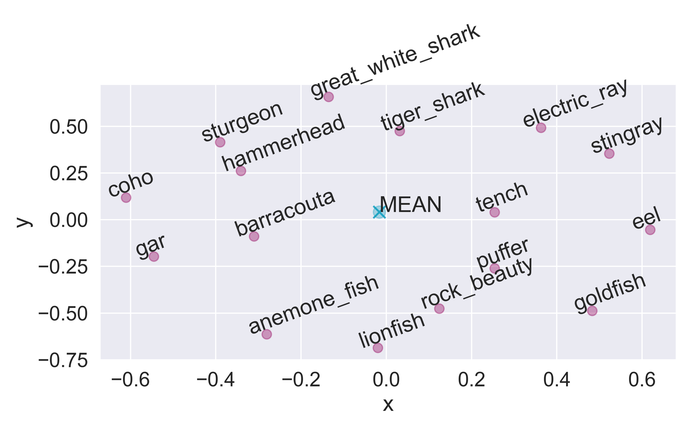 great_white_shark
tiger_shark
electric_ray
sturgeon
hammerhead
stingray
coho
MEAN
tench
barracouta
eel
gar
puffer
rock_beauty
goldfish
anemone_fish
lionfish
0.50
0.25
0.00
−0.25
−0.50
−0.75
y
−0.6
−0.4
−0.2
0.0
0.2
0.4
0.6
x